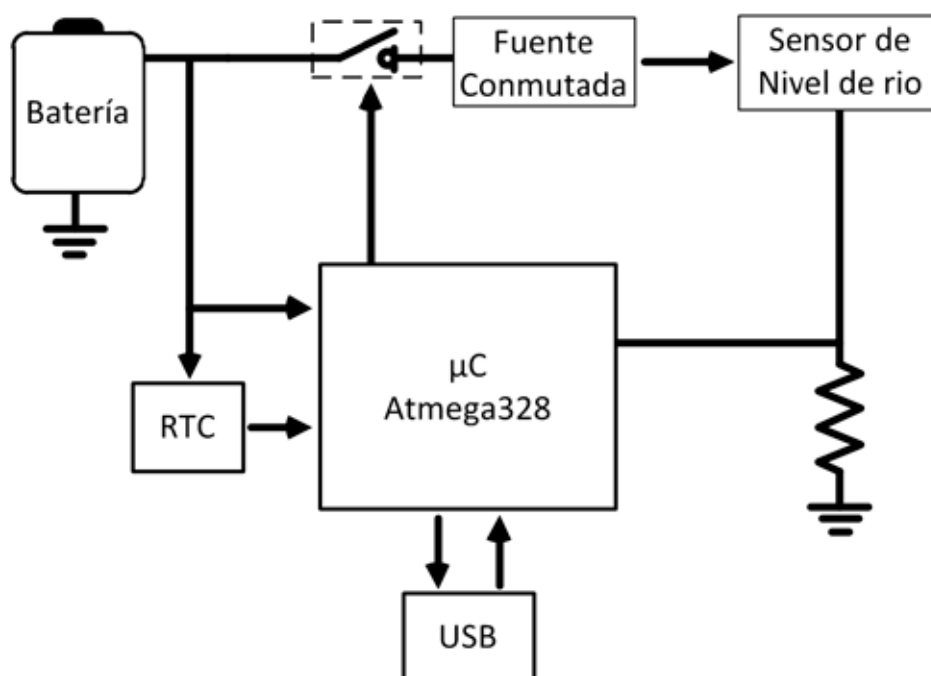 Batería
Fuente
Conmutada
Sensor de
Nivel de rio
µC
Atmega328
RTC
USB